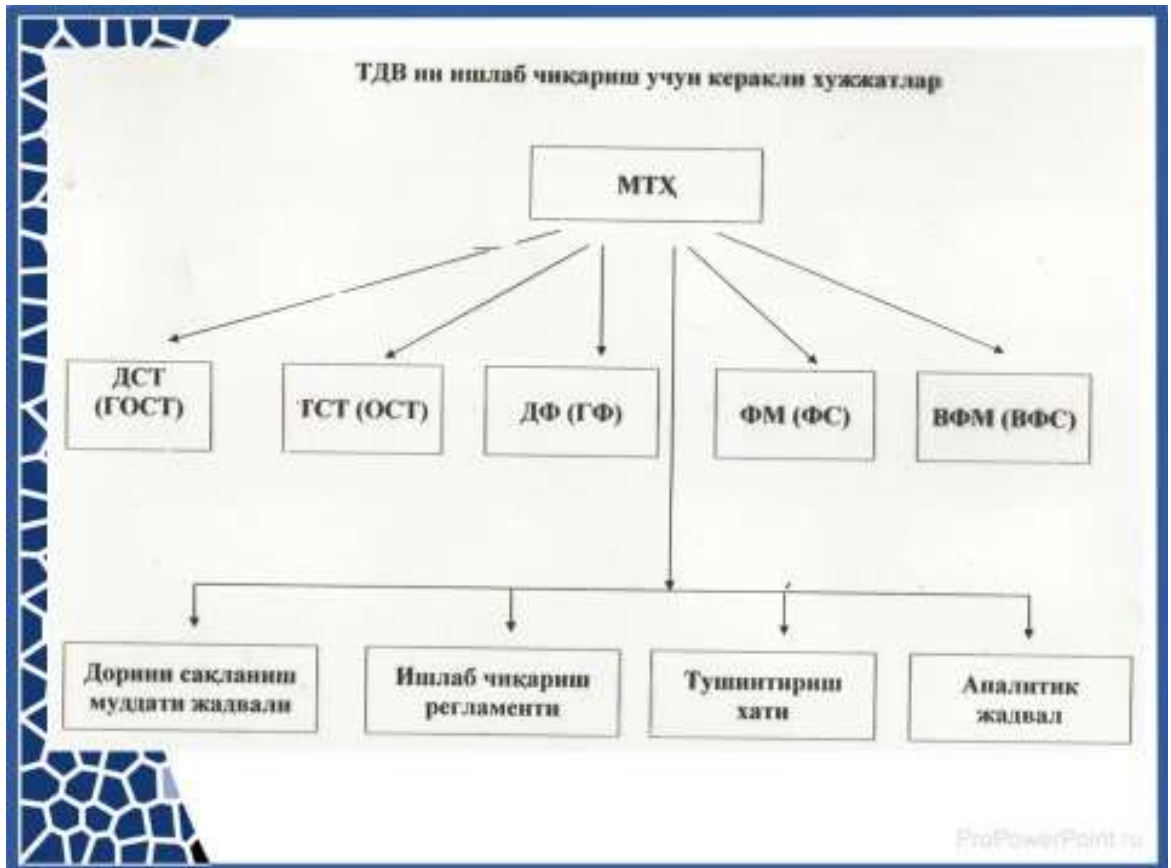 ТДВ ни ишлаб чиқариш учун керакли хужжатлар
МТҲ
ДСТ
(ГОСТ)
ТСТ (ОСТ)
ДФ (ГФ)
ФМ (ФС)
ВФМ (ВФС)
Дорини сақланиш
муддати жадвали
Ишлаб чиқариш
регламенти
Тушинтириш
хати
Аналитик
жадвал
ProPowerPoint.ru